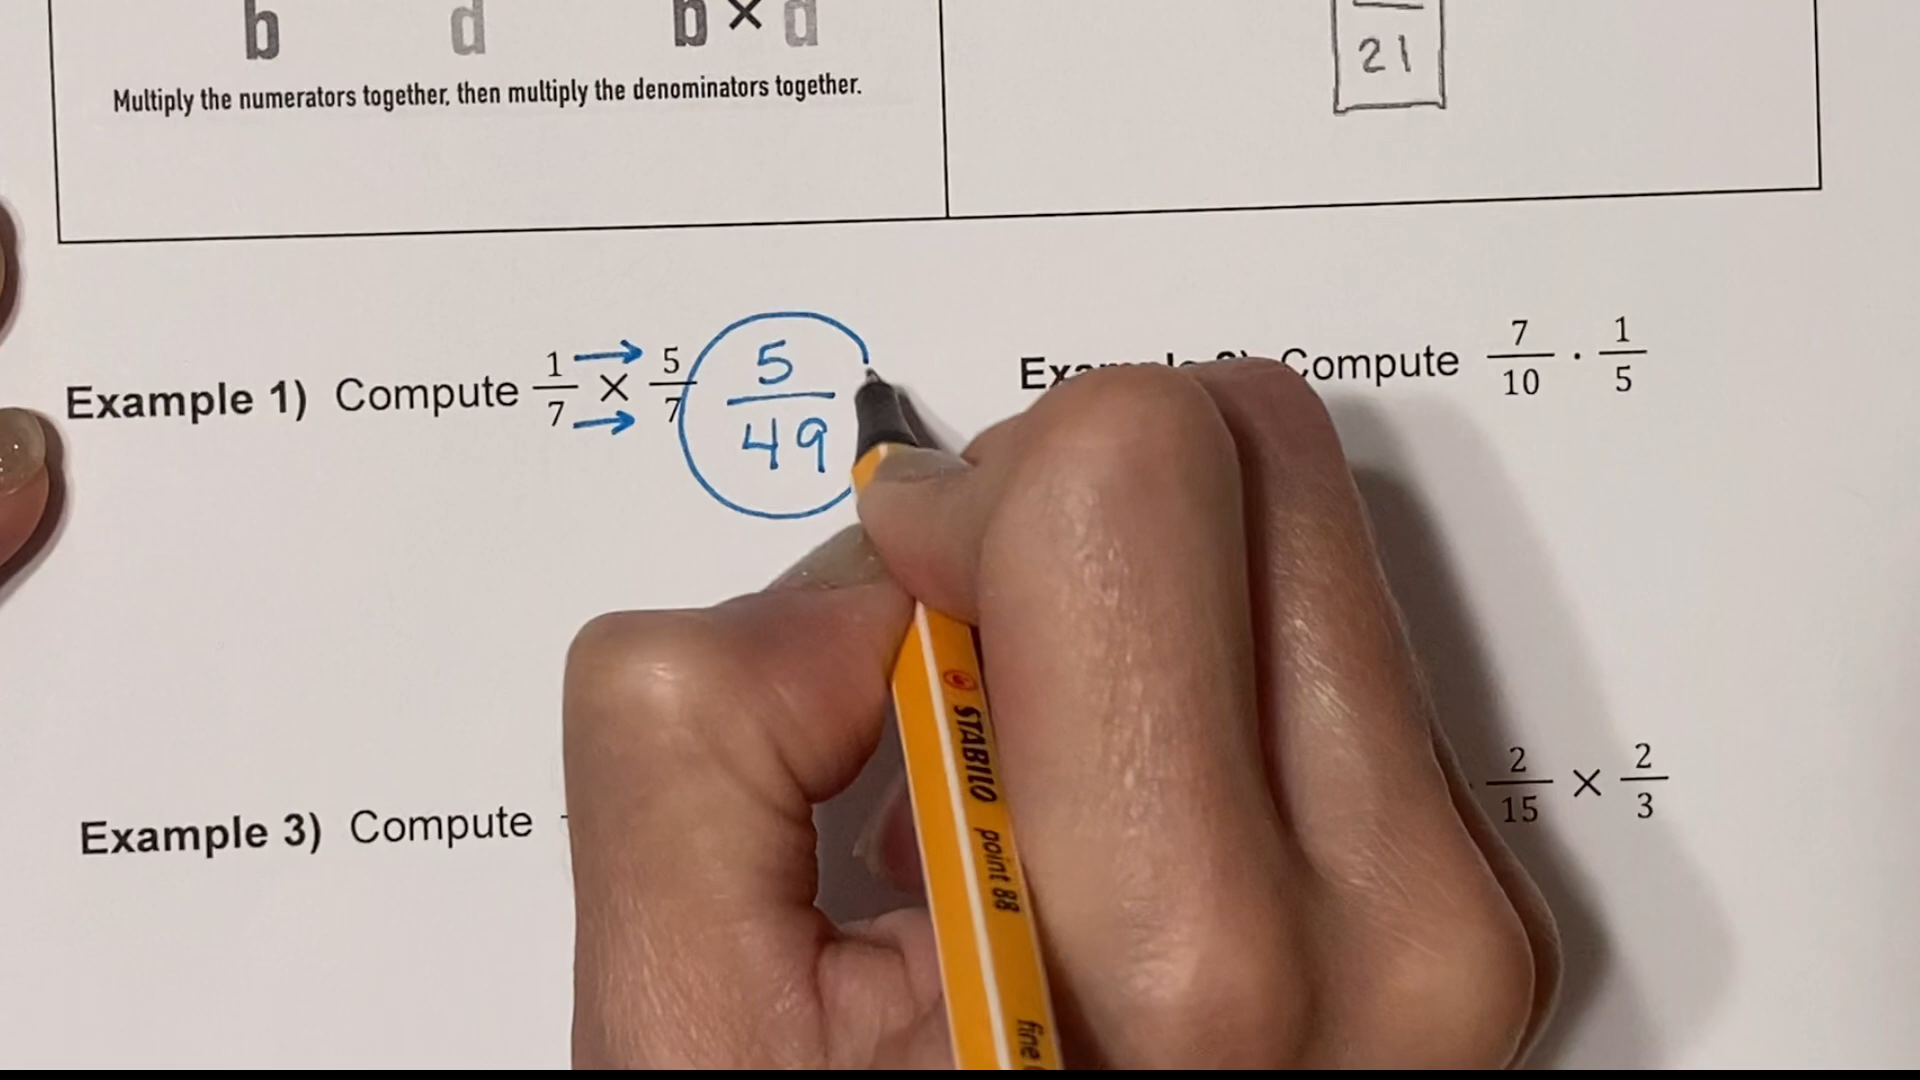 b d b × d
Multiply the numerators together, then multiply the denominators together.
21
Example 1) Compute 1/7 × 5/7 5/49
Compute 7/10 · 1/5
Example 3) Compute
2/15 × 2/3
STABILO point 88 fine